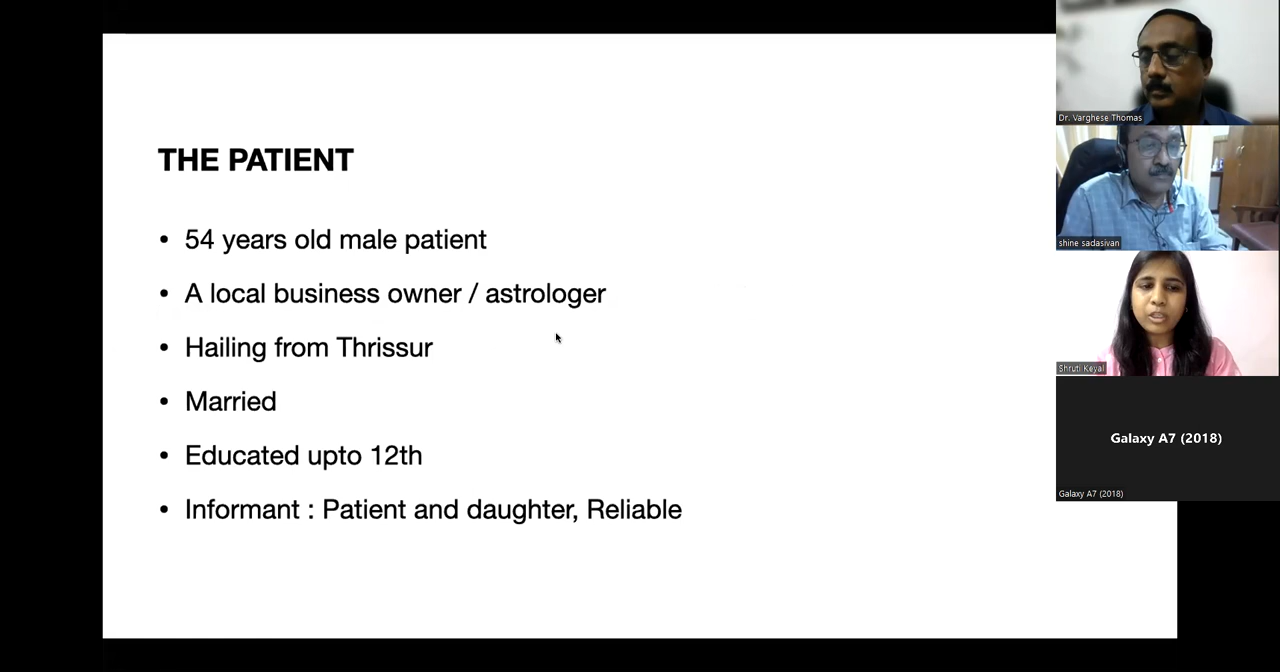 THE PATIENT
• 54 years old male patient
• A local business owner / astrologer
• Hailing from Thrissur
• Married
• Educated upto 12th
• Informant : Patient and daughter, Reliable
Dr. Varghese Thomas
shine sadasivan
Shruti Keyal
Galaxy A7 (2018)
Galaxy A7 (2018)